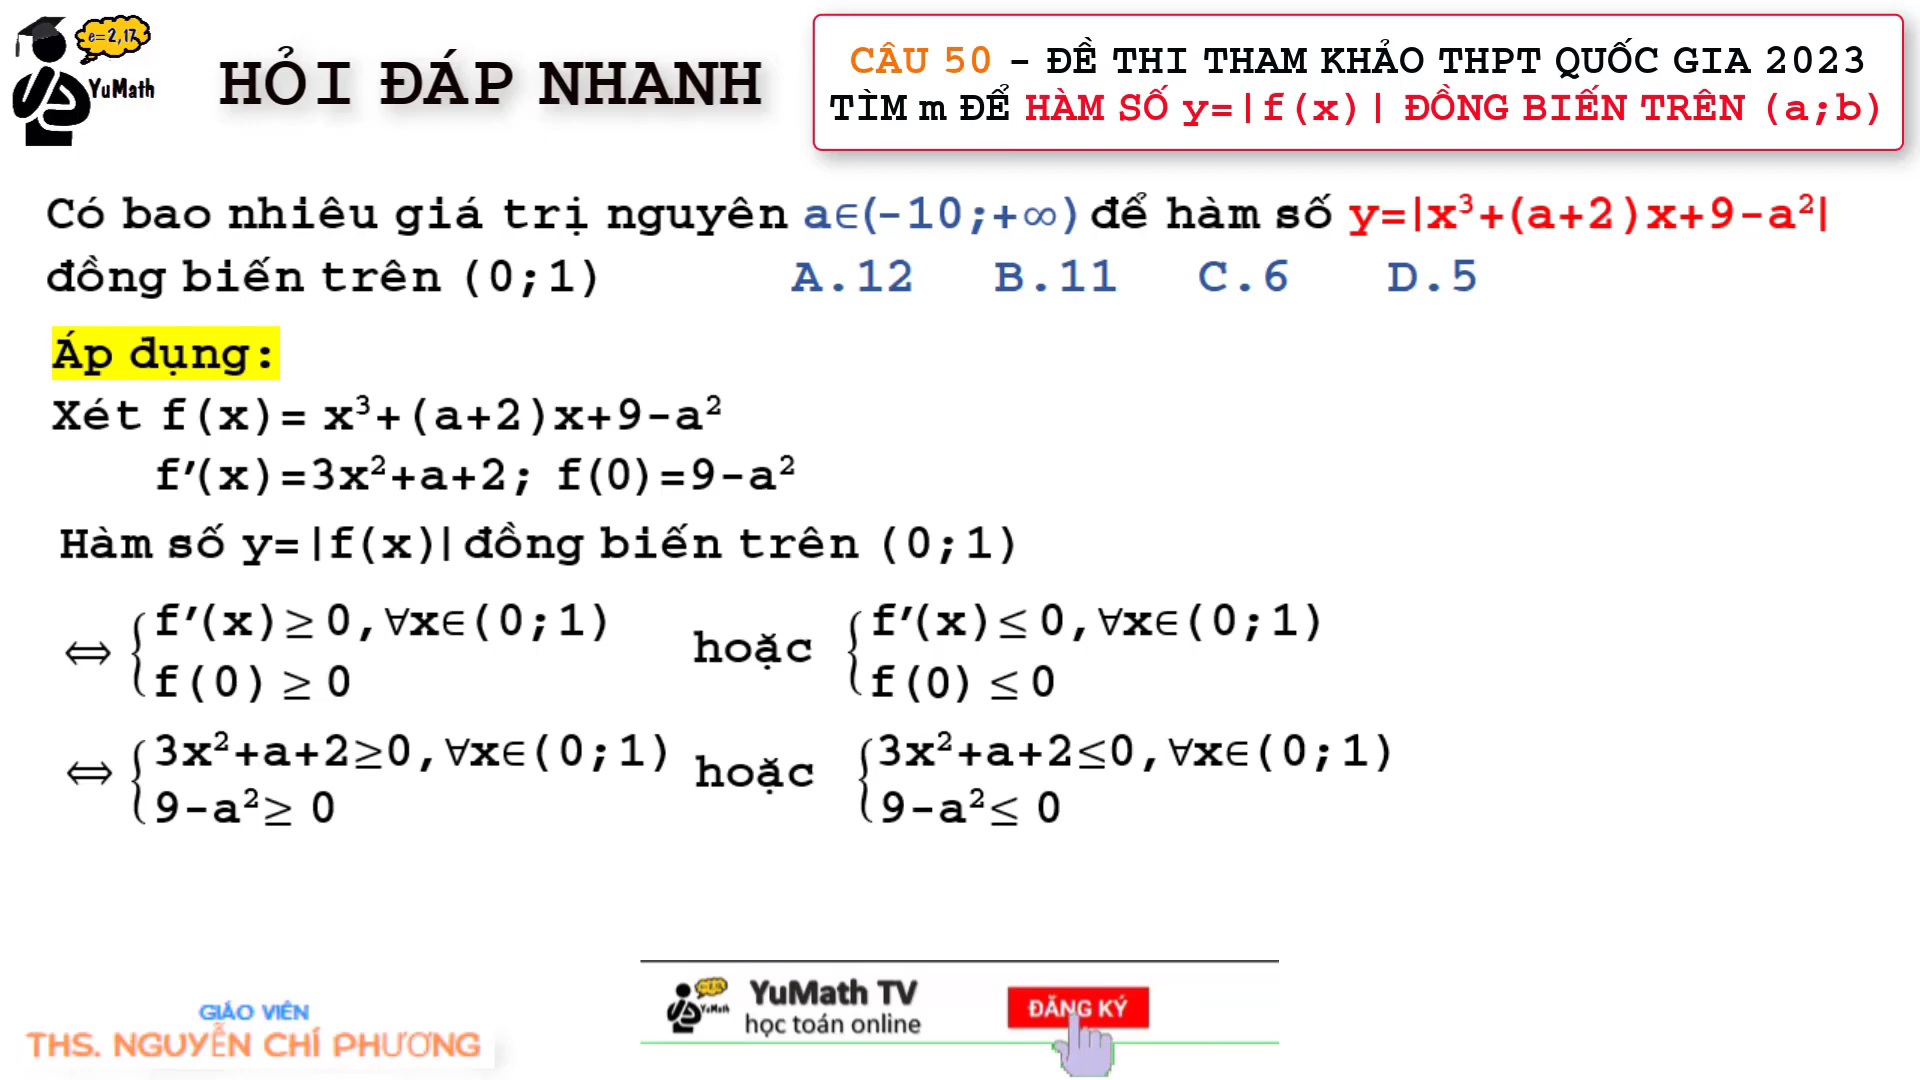 e=2,17
YuMath
HỎI ĐÁP NHANH
CÂU 50 - ĐỀ THI THAM KHẢO THPT QUỐC GIA 2023
TÌM m ĐỂ HÀM SỐ y=|f(x)| ĐỒNG BIẾN TRÊN (a;b)
Có bao nhiêu giá trị nguyên a∈(-10;+∞) để hàm số y=|x³+(a+2)x+9-a²|
đồng biến trên (0;1) A.12 B.11 C.6 D.5
Áp dụng:
Xét f(x)= x³+(a+2)x+9-a²
f′(x)=3x²+a+2; f(0)=9-a²
Hàm số y=|f(x)| đồng biến trên (0;1)
⇔ { f′(x)≥ 0,∀x∈(0;1) hoặc { f′(x)≤ 0,∀x∈(0;1)
f(0) ≥ 0 f(0) ≤ 0
⇔ { 3x²+a+2≥0,∀x∈(0;1) hoặc { 3x²+a+2≤0,∀x∈(0;1)
9-a²≥ 0 9-a²≤ 0
GIÁO VIÊN
THS. NGUYỄN CHÍ PHƯƠNG
YuMath
YuMath TV
học toán online
ĐĂNG KÝ